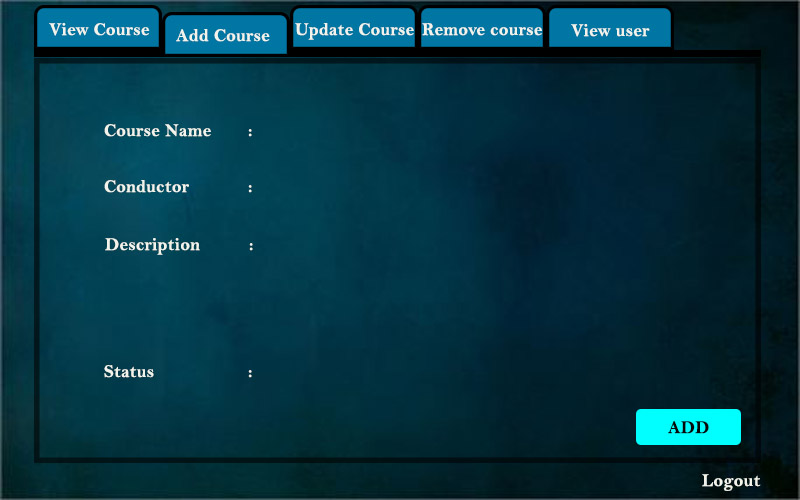 View Course
Add Course
Update Course
Remove course
View user
Course Name :
Conductor :
Description :
Status :
ADD
Logout